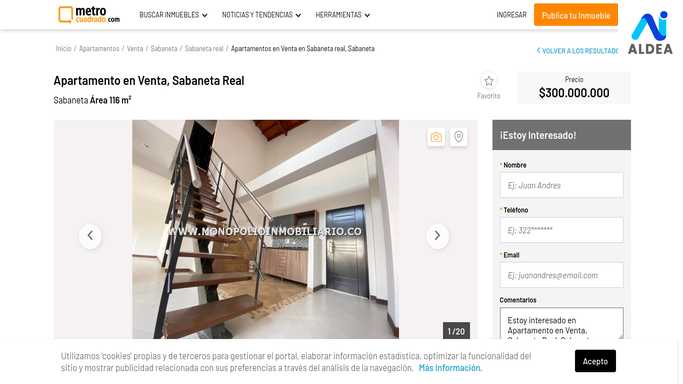 metro
cuadrado.com
BUSCAR INMUEBLES
NOTICIAS Y TENDENCIAS
HERRAMIENTAS
INGRESAR
Publica tu Inmueble
ALDEA
Inicio / Apartamentos / Venta / Sabaneta / Sabaneta real / Apartamentos en Venta en Sabaneta real, Sabaneta
VOLVER A LOS RESULTADO
Apartamento en Venta, Sabaneta Real
Sabaneta Área 116 m²
Favorito
Precio
$300.000.000
WWW.MONOPOLIOINMOBILIARIO.CO
1 / 20
¡Estoy Interesado!
* Nombre
Ej: Juan Andres
* Teléfono
Ej: 322*******
* Email
Ej: juanandres@email.com
Comentarios
Estoy interesado en
Apartamento en Venta,
Utilizamos 'cookies' propias y de terceros para gestionar el portal, elaborar información estadística, optimizar la funcionalidad del
sitio y mostrar publicidad relacionada con sus preferencias a través del análisis de la navegación. Más Información.
Acepto